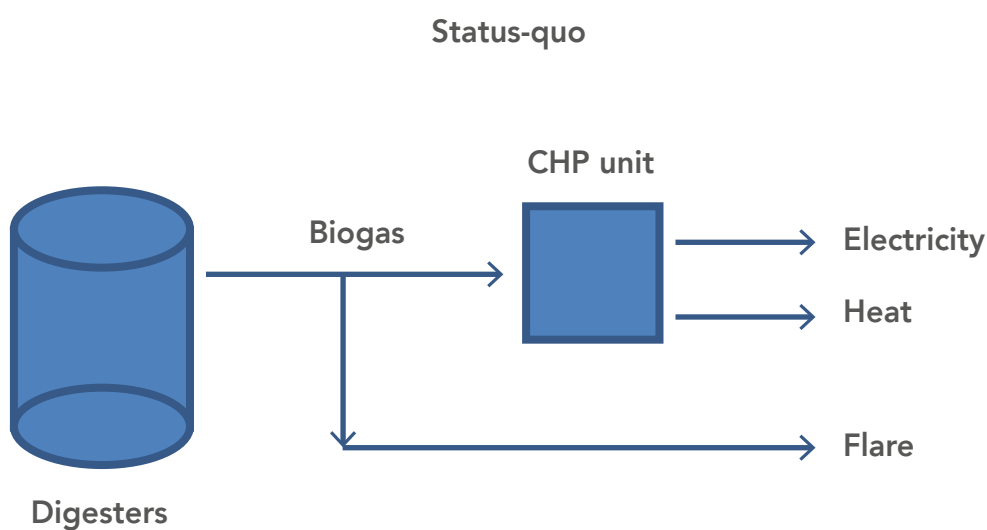 Status-quo
CHP unit
Biogas
Electricity
Heat
Flare
Digesters